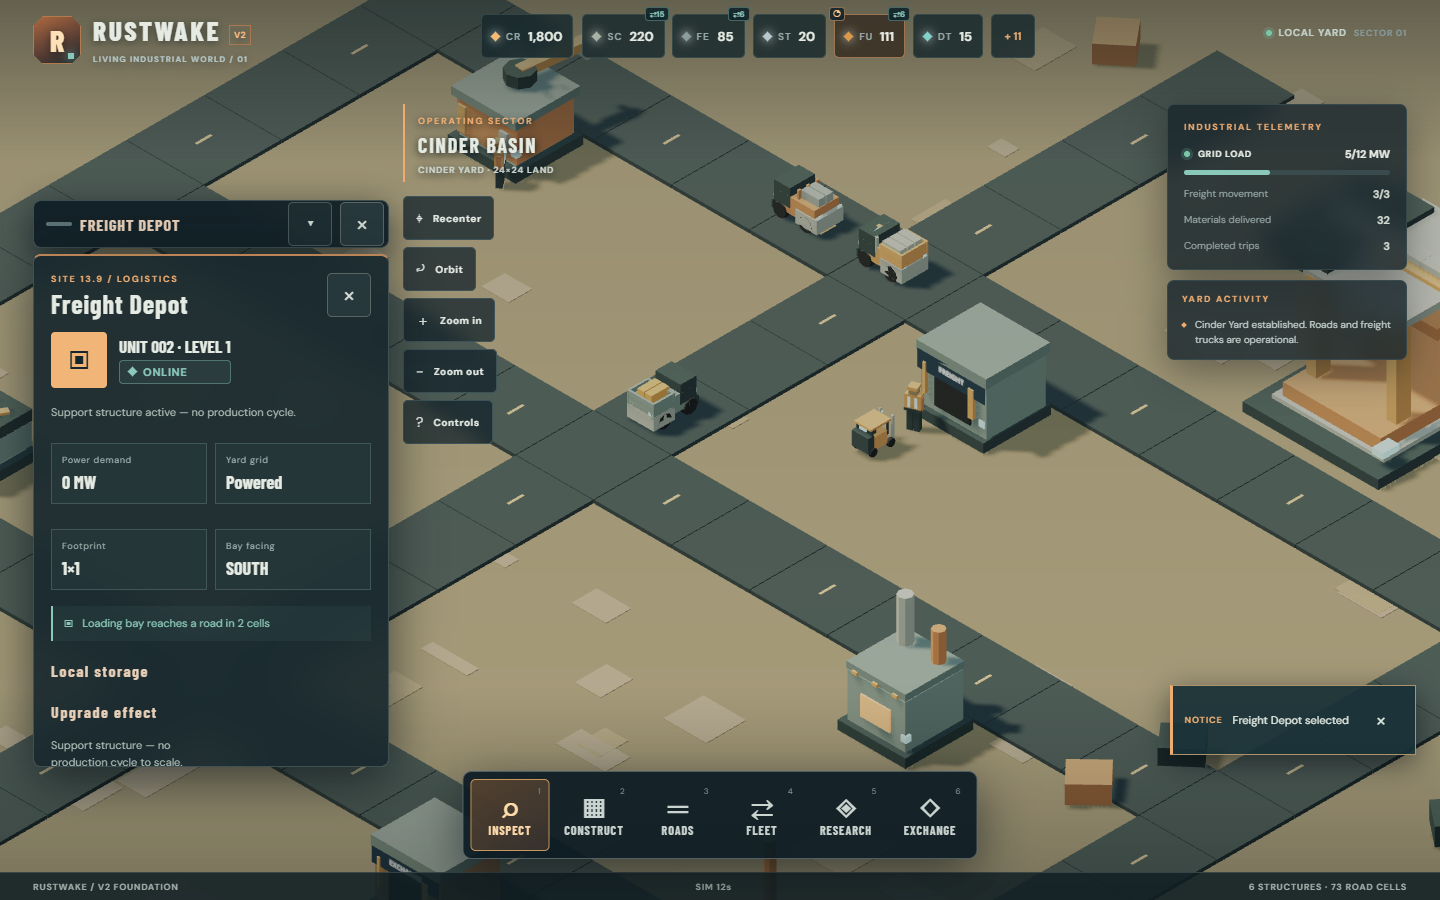 R
RUSTWAKE V2
LIVING INDUSTRIAL WORLD / 01
CR 1,800
SC 220
⇄15
FE 85
⇄6
ST 20
FU 111
⇄6
DT 15
+11
LOCAL YARD SECTOR 01
OPERATING SECTOR
CINDER BASIN
CINDER YARD · 24×24 LAND
Recenter
Orbit
+ Zoom in
− Zoom out
? Controls
FREIGHT DEPOT ▼ ×
SITE 13.9 / LOGISTICS
Freight Depot ×
UNIT 002 · LEVEL 1
◆ ONLINE
Support structure active — no production cycle.
Power demand
0 MW
Yard grid
Powered
Footprint
1×1
Bay facing
SOUTH
Loading bay reaches a road in 2 cells
Local storage
Upgrade effect
Support structure — no
production cycle to scale.
INDUSTRIAL TELEMETRY
GRID LOAD 5/12 MW
Freight movement 3/3
Materials delivered 32
Completed trips 3
YARD ACTIVITY
◆ Cinder Yard established. Roads and freight
trucks are operational.
FREIGHT
NOTICE Freight Depot selected ×
1
INSPECT
2
CONSTRUCT
3
ROADS
4
FLEET
5
RESEARCH
6
EXCHANGE
RUSTWAKE / V2 FOUNDATION
SIM 12s
6 STRUCTURES · 73 ROAD CELLS